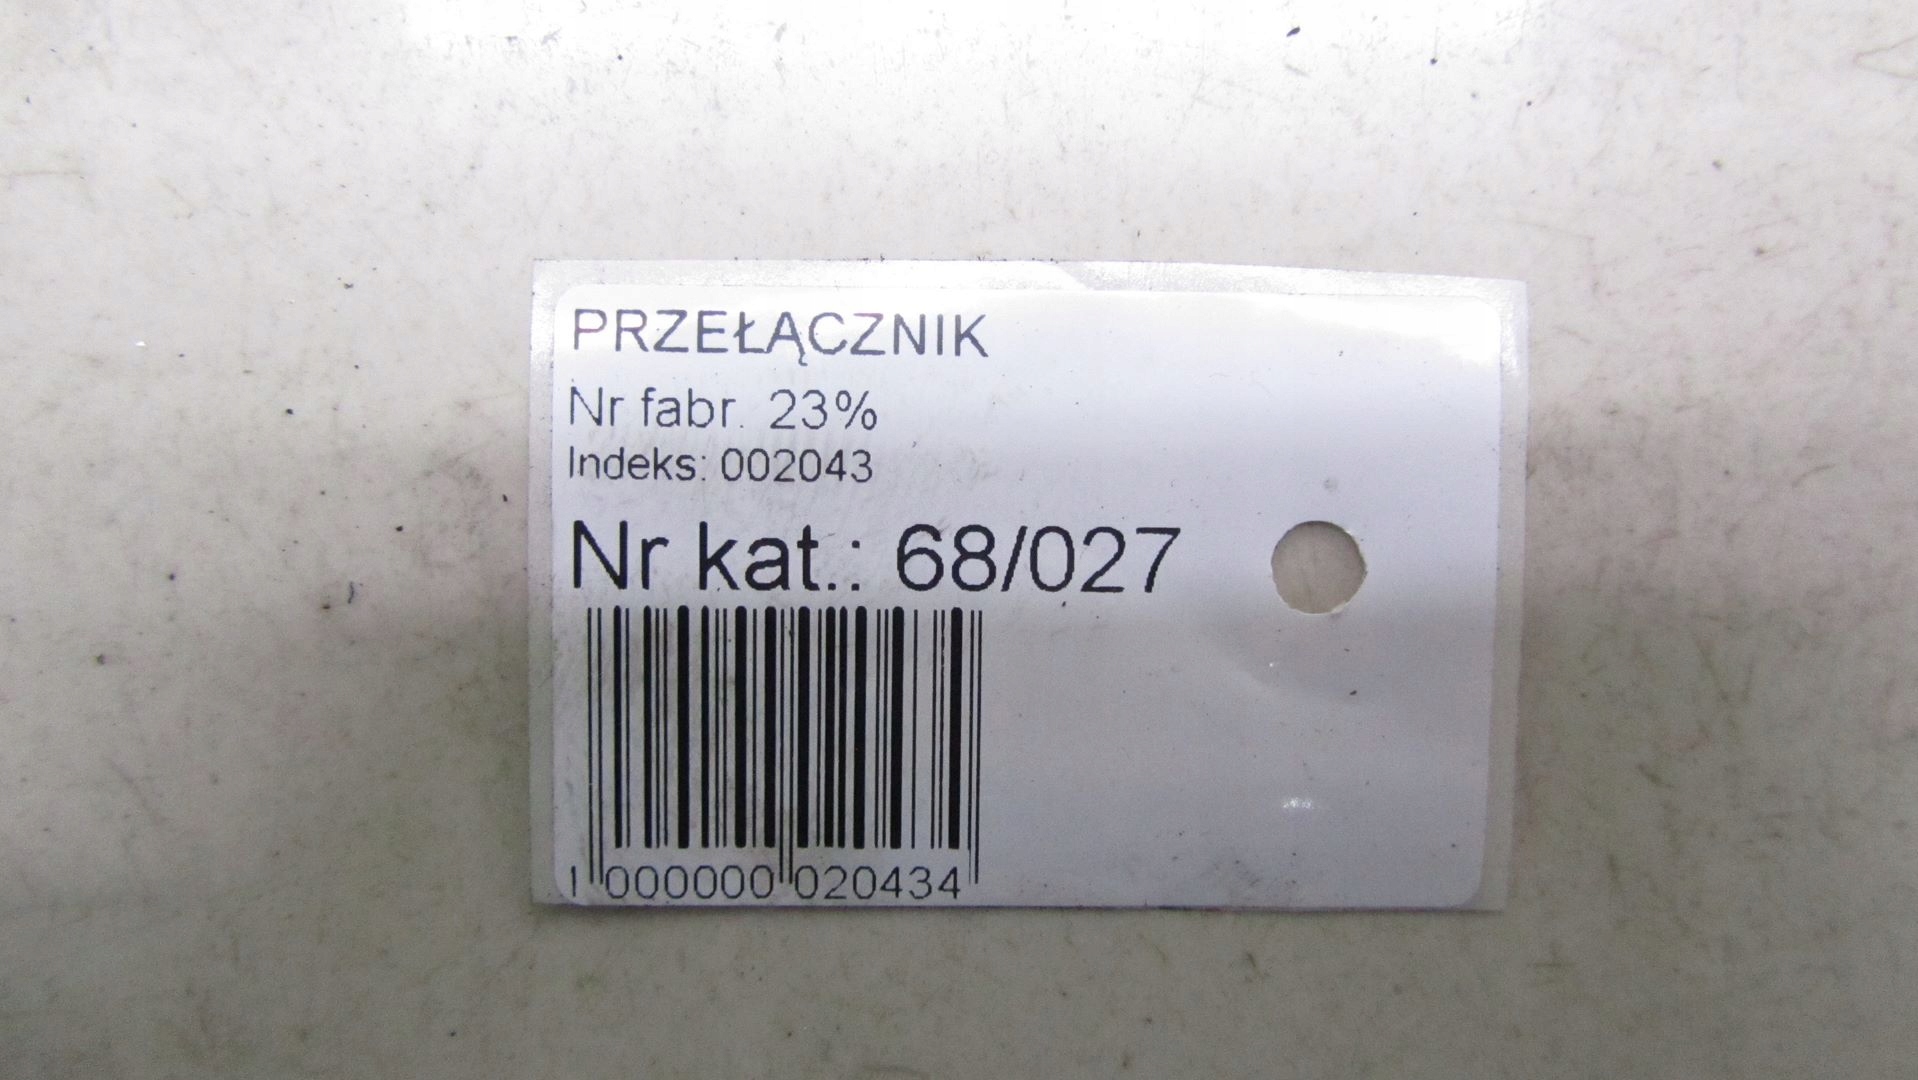 PRZEŁĄCZNIK
Nr fabr. 23%
Indeks: 002043
Nr kat.: 68/027
1 000000 020434